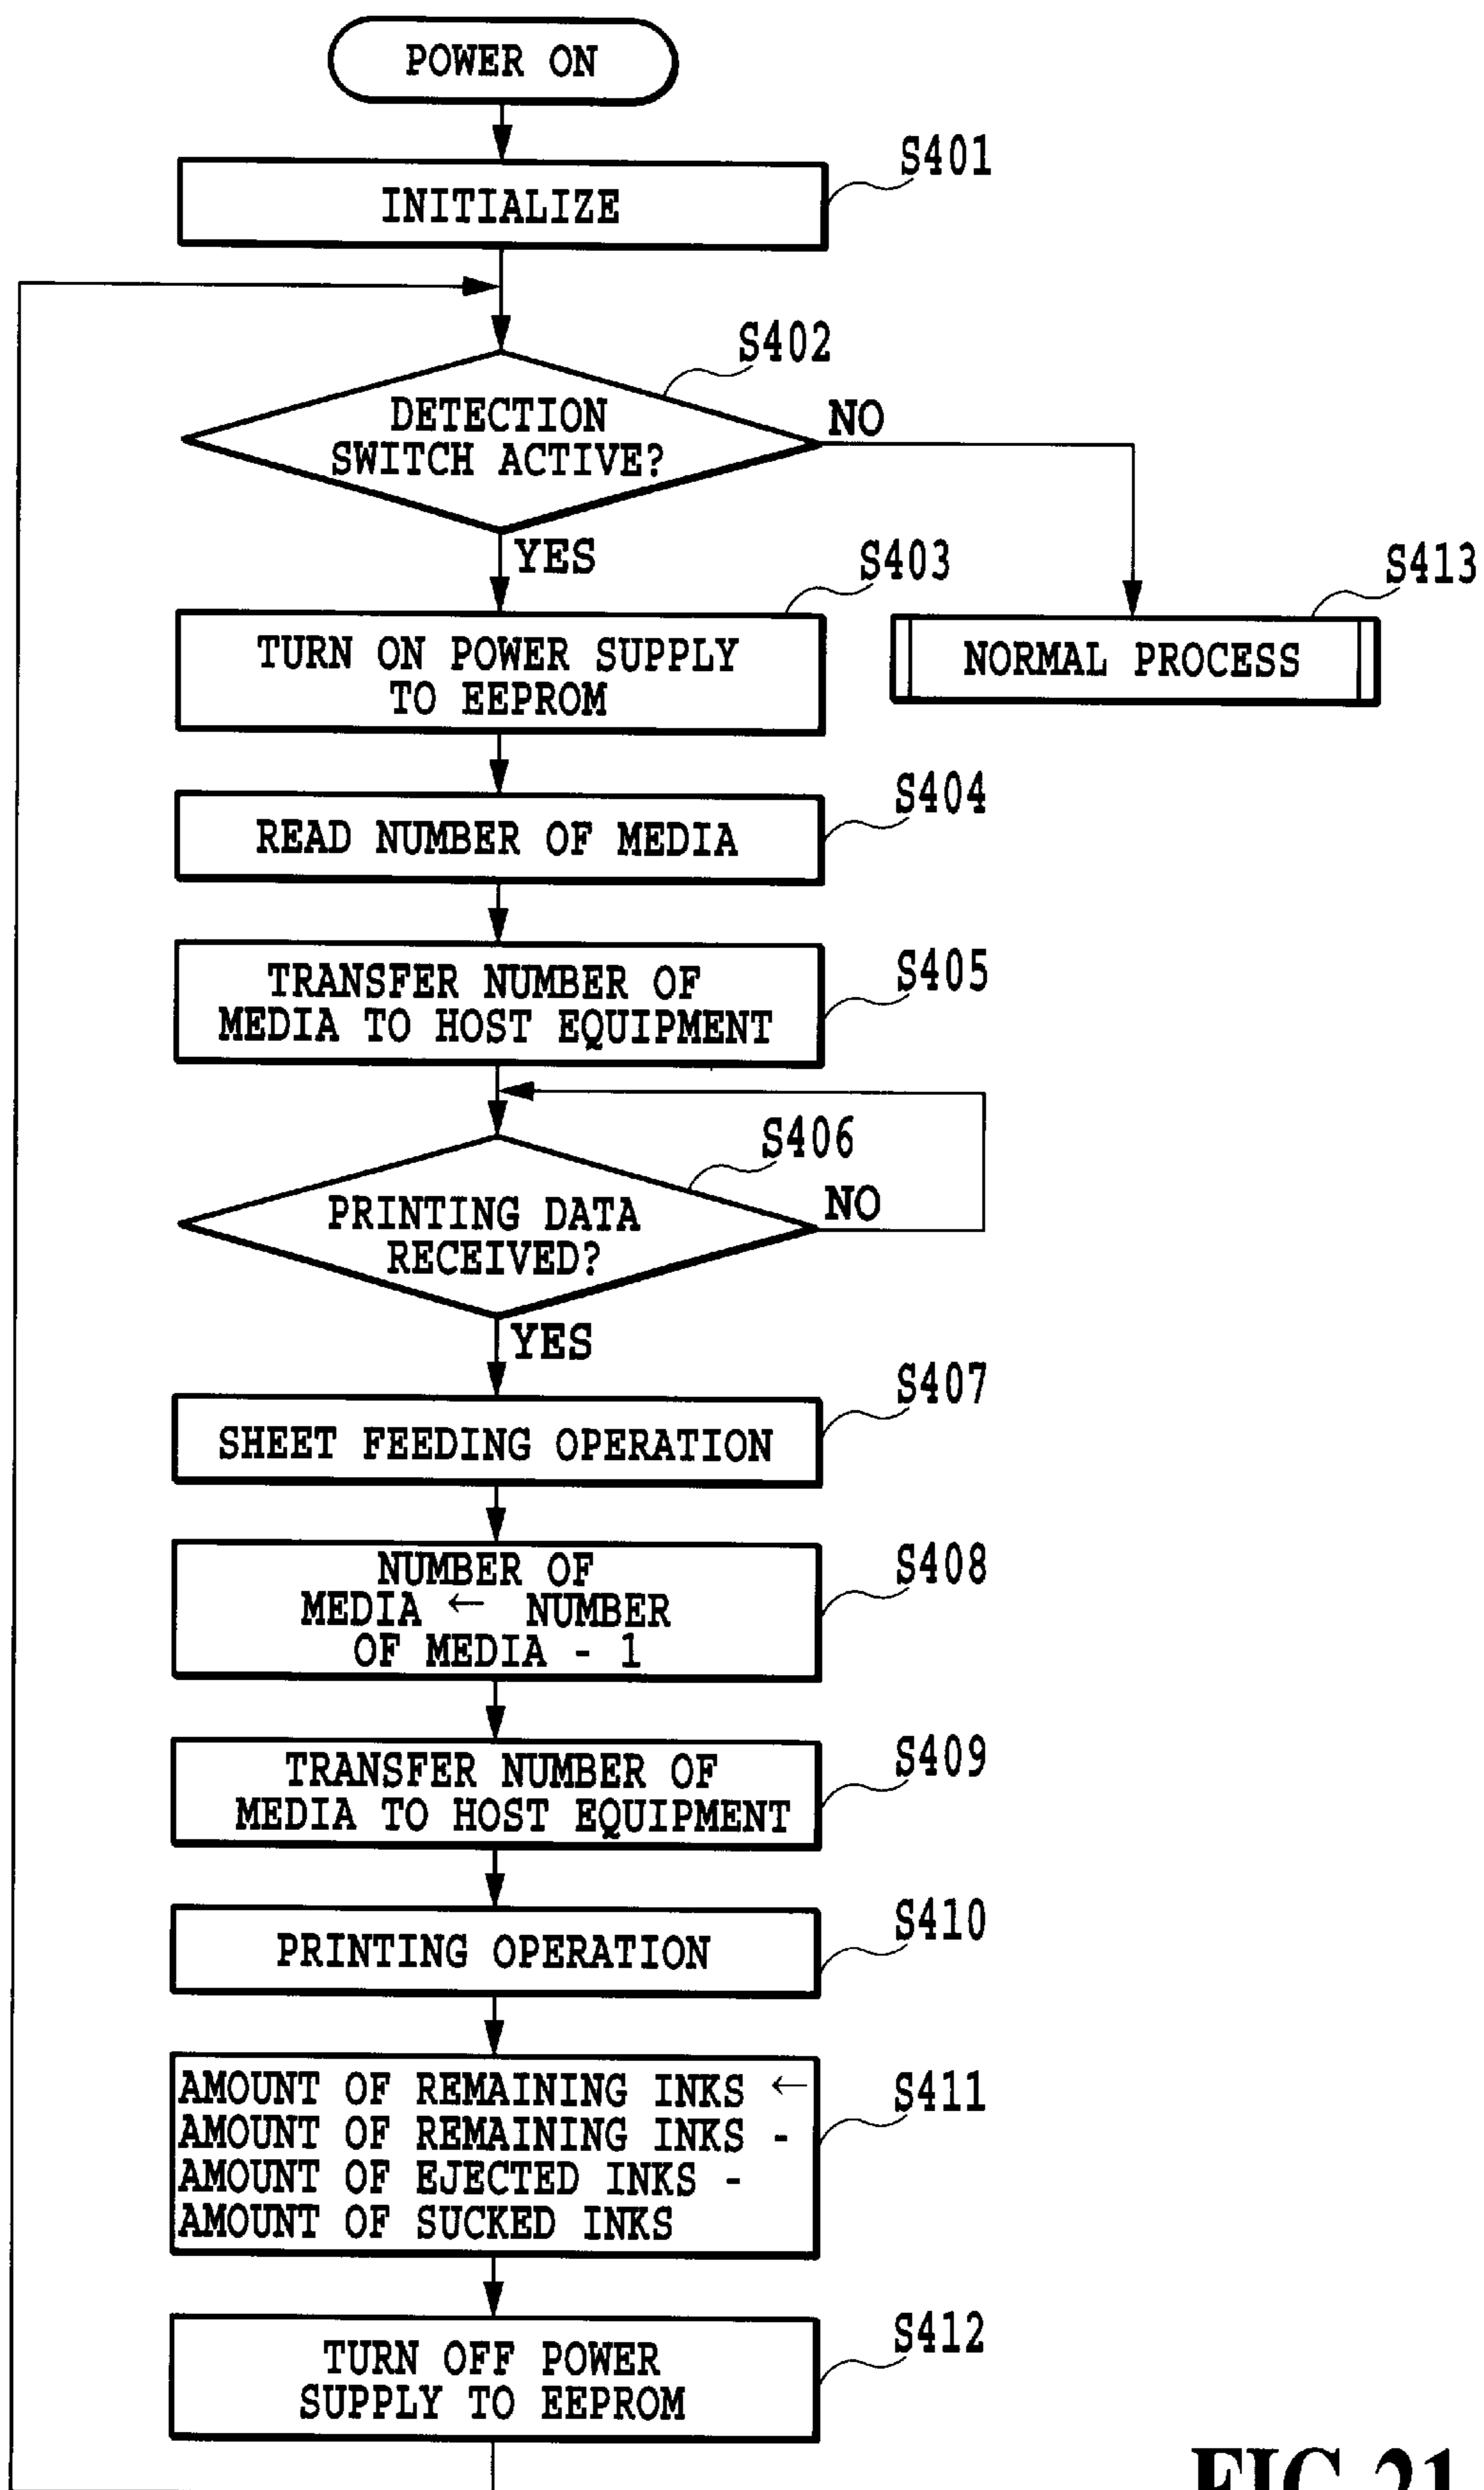 POWER ON
S401
INITIALIZE
S402
DETECTION
SWITCH ACTIVE?
NO
YES
S403
S413
TURN ON POWER SUPPLY
TO EEPROM
NORMAL PROCESS
S404
READ NUMBER OF MEDIA
S405
TRANSFER NUMBER OF
MEDIA TO HOST EQUIPMENT
S406
PRINTING DATA
RECEIVED?
NO
YES
S407
SHEET FEEDING OPERATION
S408
NUMBER OF
MEDIA ← NUMBER
OF MEDIA - 1
S409
TRANSFER NUMBER OF
MEDIA TO HOST EQUIPMENT
S410
PRINTING OPERATION
S411
AMOUNT OF REMAINING INKS ←
AMOUNT OF REMAINING INKS -
AMOUNT OF EJECTED INKS -
AMOUNT OF SUCKED INKS
S412
TURN OFF POWER
SUPPLY TO EEPROM
FIG.21